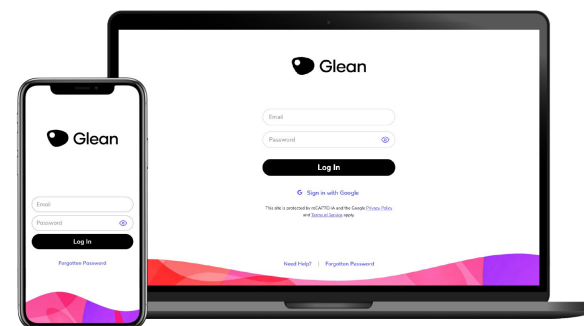 Glean
Email
Password
Log In
Forgotten Password
Glean
Email
Password
Log In
G Sign in with Google
This site is protected by reCAPTCHA and the Google Privacy Policy
and Terms of Service apply.
Need Help? | Forgotten Password